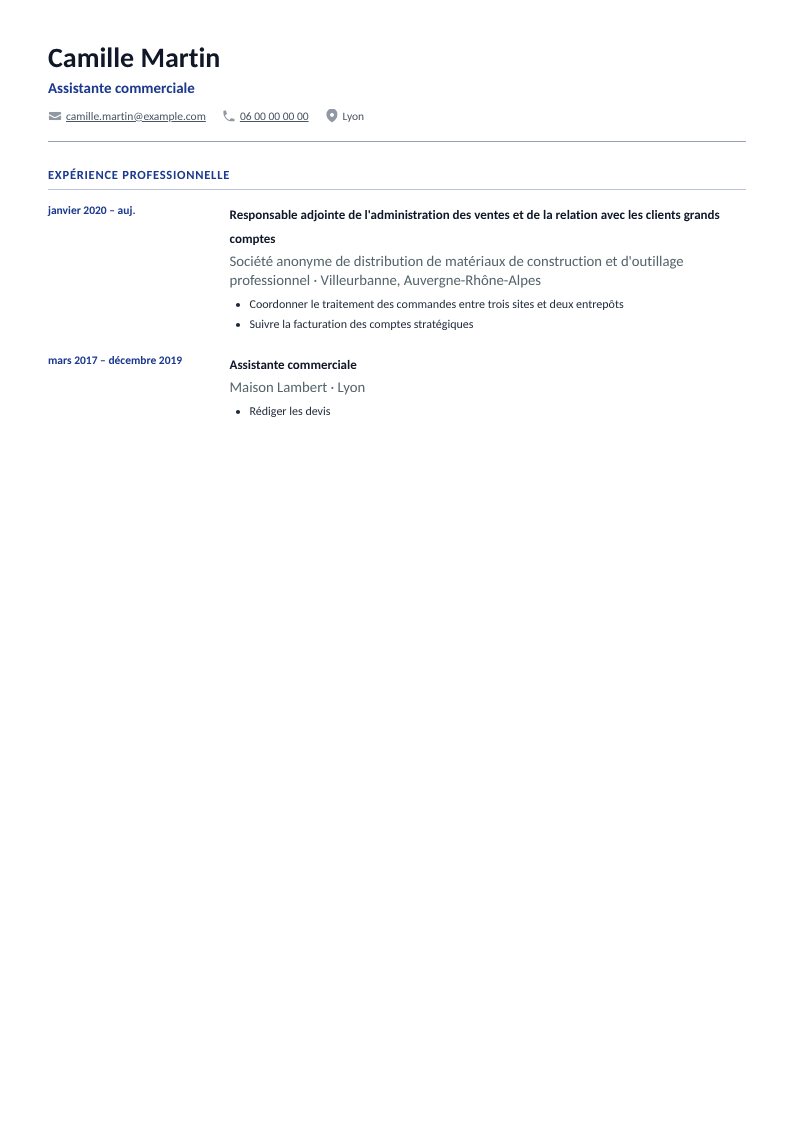 Camille Martin
Assistante commerciale
camille.martin@example.com 06 00 00 00 00 Lyon
EXPÉRIENCE PROFESSIONNELLE
janvier 2020 – auj.
Responsable adjointe de l'administration des ventes et de la relation avec les clients grands
comptes
Société anonyme de distribution de matériaux de construction et d'outillage
professionnel · Villeurbanne, Auvergne-Rhône-Alpes
• Coordonner le traitement des commandes entre trois sites et deux entrepôts
• Suivre la facturation des comptes stratégiques
mars 2017 – décembre 2019
Assistante commerciale
Maison Lambert · Lyon
• Rédiger les devis